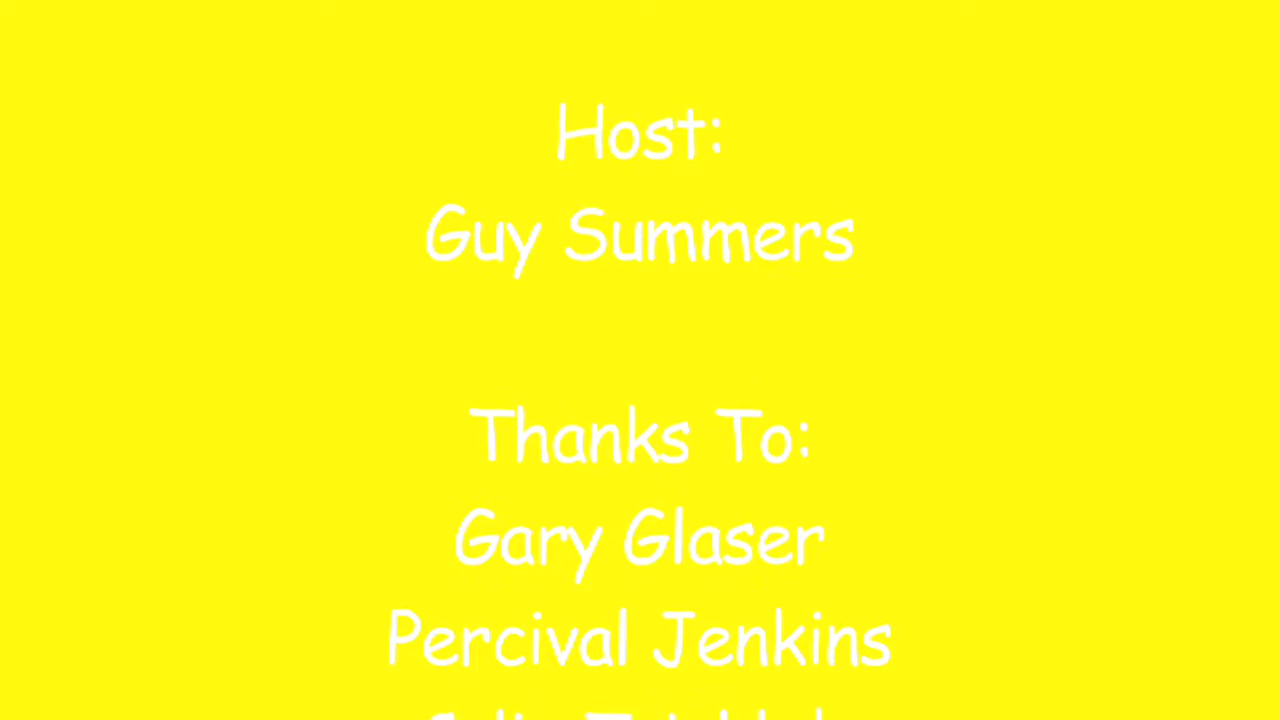 Host:
Guy Summers
Thanks To:
Gary Glaser
Percival Jenkins